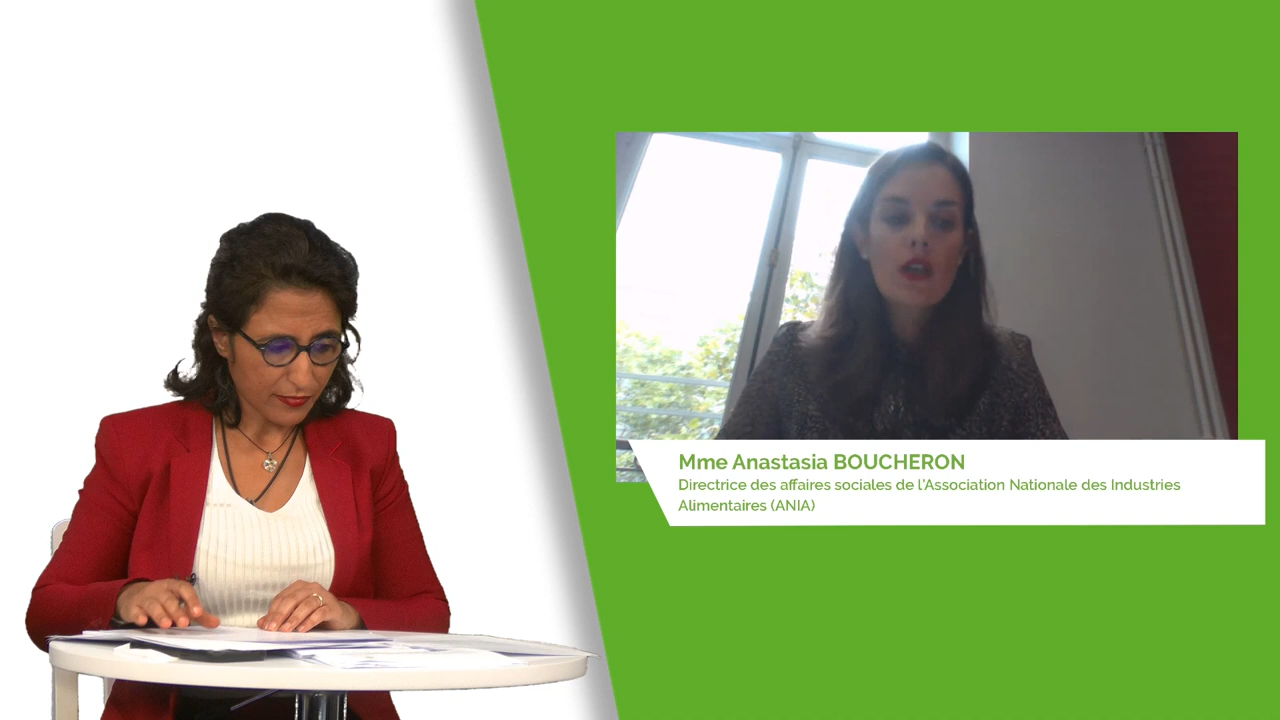 Mme Anastasia BOUCHERON
Directrice des affaires sociales de l'Association Nationale des Industries
Alimentaires (ANIA)